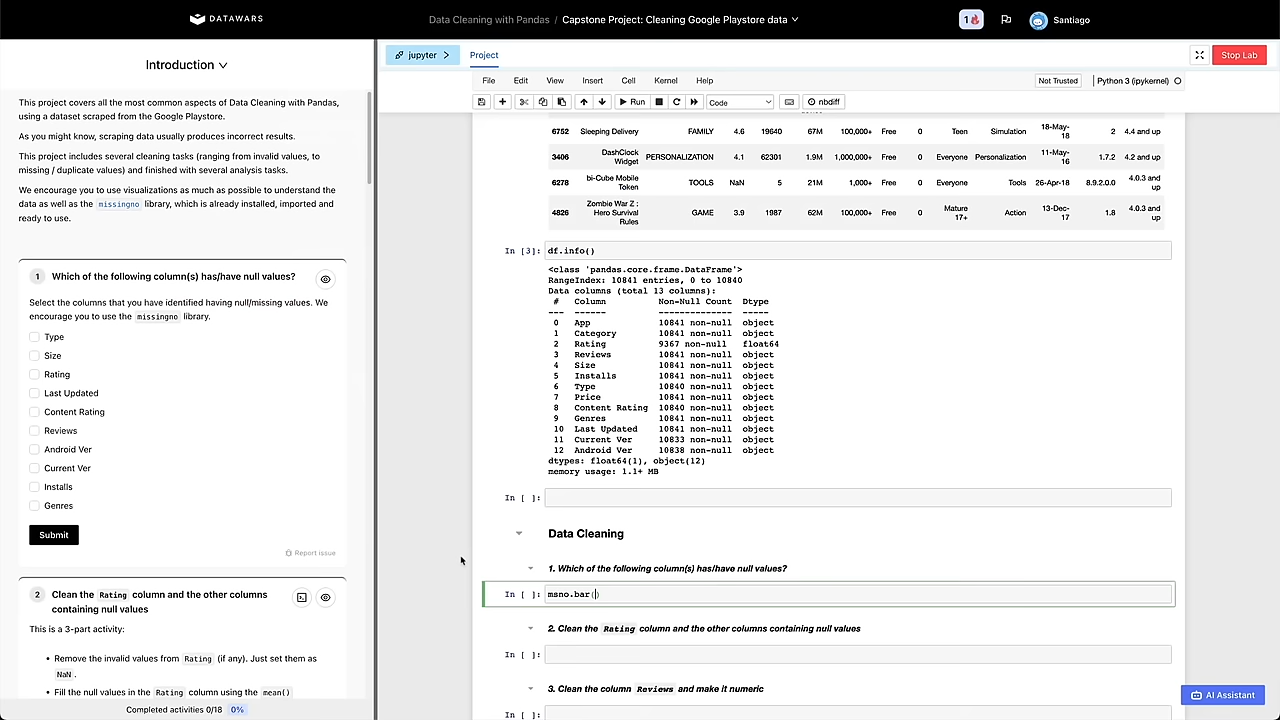 DATAWARS
Data Cleaning with Pandas / Capstone Project: Cleaning Google Playstore data
1
Santiago
Introduction
This project covers all the most common aspects of Data Cleaning with Pandas,
using a dataset scraped from the Google Playstore.
As you might know, scraping data usually produces incorrect results.
This project includes several cleaning tasks (ranging from invalid values, to
missing / duplicate values) and finished with several analysis tasks.
We encourage you to use visualizations as much as possible to understand the
data as well as the missingno library, which is already installed, imported and
ready to use.
1 Which of the following column(s) has/have null values?
Select the columns that you have identified having null/missing values. We
encourage you to use the missingno library.
Type
Size
Rating
Last Updated
Content Rating
Reviews
Android Ver
Current Ver
Installs
Genres
Submit
Report issue
2 Clean the Rating column and the other columns
containing null values
This is a 3-part activity:
• Remove the invalid values from Rating (if any). Just set them as
NaN .
• Fill the null values in the Rating column using the mean()
Completed activities 0/18 0%
jupyter Project
Stop Lab
File Edit View Insert Cell Kernel Help
Not Trusted Python 3 (ipykernel)
Run Code nbdiff
6752 Sleeping Delivery FAMILY 4.6 19640 67M 100,000+ Free 0 Teen Simulation 18-May-18 2 4.4 and up
3406 DashClock Widget PERSONALIZATION 4.1 62301 1.9M 1,000,000+ Free 0 Everyone Personalization 11-May-16 1.7.2 4.2 and up
6278 bi-Cube Mobile Token TOOLS NaN 5 21M 1,000+ Free 0 Everyone Tools 26-Apr-18 8.9.2.0.0 4.0.3 and up
4826 Zombie War Z : Hero Survival Rules GAME 3.9 1987 62M 100,000+ Free 0 Mature 17+ Action 13-Dec-17 1.8 4.0.3 and up
In [3]: df.info()
<class 'pandas.core.frame.DataFrame'>
RangeIndex: 10841 entries, 0 to 10840
Data columns (total 13 columns):
# Column Non-Null Count Dtype
--- ------ -------------- -----
0 App 10841 non-null object
1 Category 10841 non-null object
2 Rating 9367 non-null float64
3 Reviews 10841 non-null object
4 Size 10841 non-null object
5 Installs 10841 non-null object
6 Type 10840 non-null object
7 Price 10841 non-null object
8 Content Rating 10840 non-null object
9 Genres 10841 non-null object
10 Last Updated 10841 non-null object
11 Current Ver 10833 non-null object
12 Android Ver 10838 non-null object
dtypes: float64(1), object(12)
memory usage: 1.1+ MB
In [ ]:
Data Cleaning
1. Which of the following column(s) has/have null values?
In [ ]: msno.bar()
2. Clean the Rating column and the other columns containing null values
In [ ]:
3. Clean the column Reviews and make it numeric
In [ ]:
AI Assistant